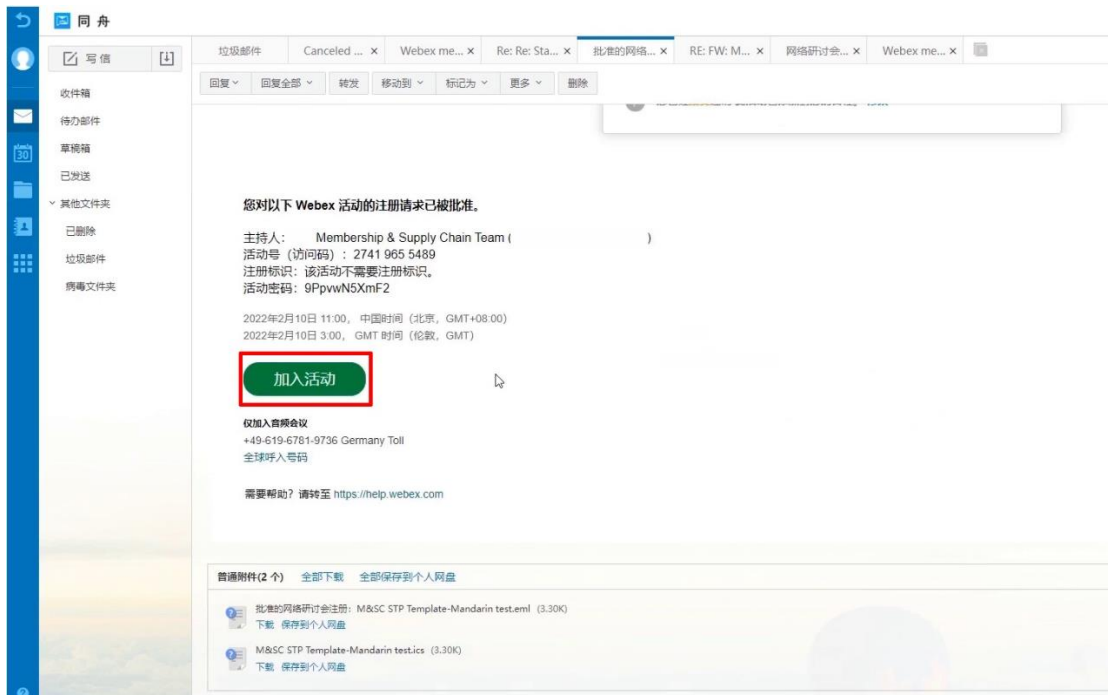 同舟
写信
垃圾邮件
Canceled ... ×
Webex me... ×
Re: Re: Sta... ×
批准的网络... ×
RE: FW: M... ×
网络研讨会... ×
Webex me... ×
回复
回复全部
转发
移动到
标记为
更多
删除
收件箱
待办邮件
草稿箱
已发送
其他文件夹
已删除
垃圾邮件
病毒文件夹
30
您对以下 Webex 活动的注册请求已被批准。
主持人： Membership & Supply Chain Team ( )
活动号（访问码）：2741 965 5489
注册标识：该活动不需要注册标识。
活动密码：9PpvwN5XmF2
2022年2月10日 11:00， 中国时间（北京，GMT+08:00）
2022年2月10日 3:00， GMT 时间（伦敦，GMT）
加入活动
仅加入音频会议
+49-619-6781-9736 Germany Toll
全球呼入号码
需要帮助？请转至 https://help.webex.com
普通附件(2 个) 全部下载 全部保存到个人网盘
批准的网络研讨会注册：M&SC STP Template-Mandarin test.eml (3.30K)
下载 保存到个人网盘
M&SC STP Template-Mandarin test.ics (3.30K)
下载 保存到个人网盘